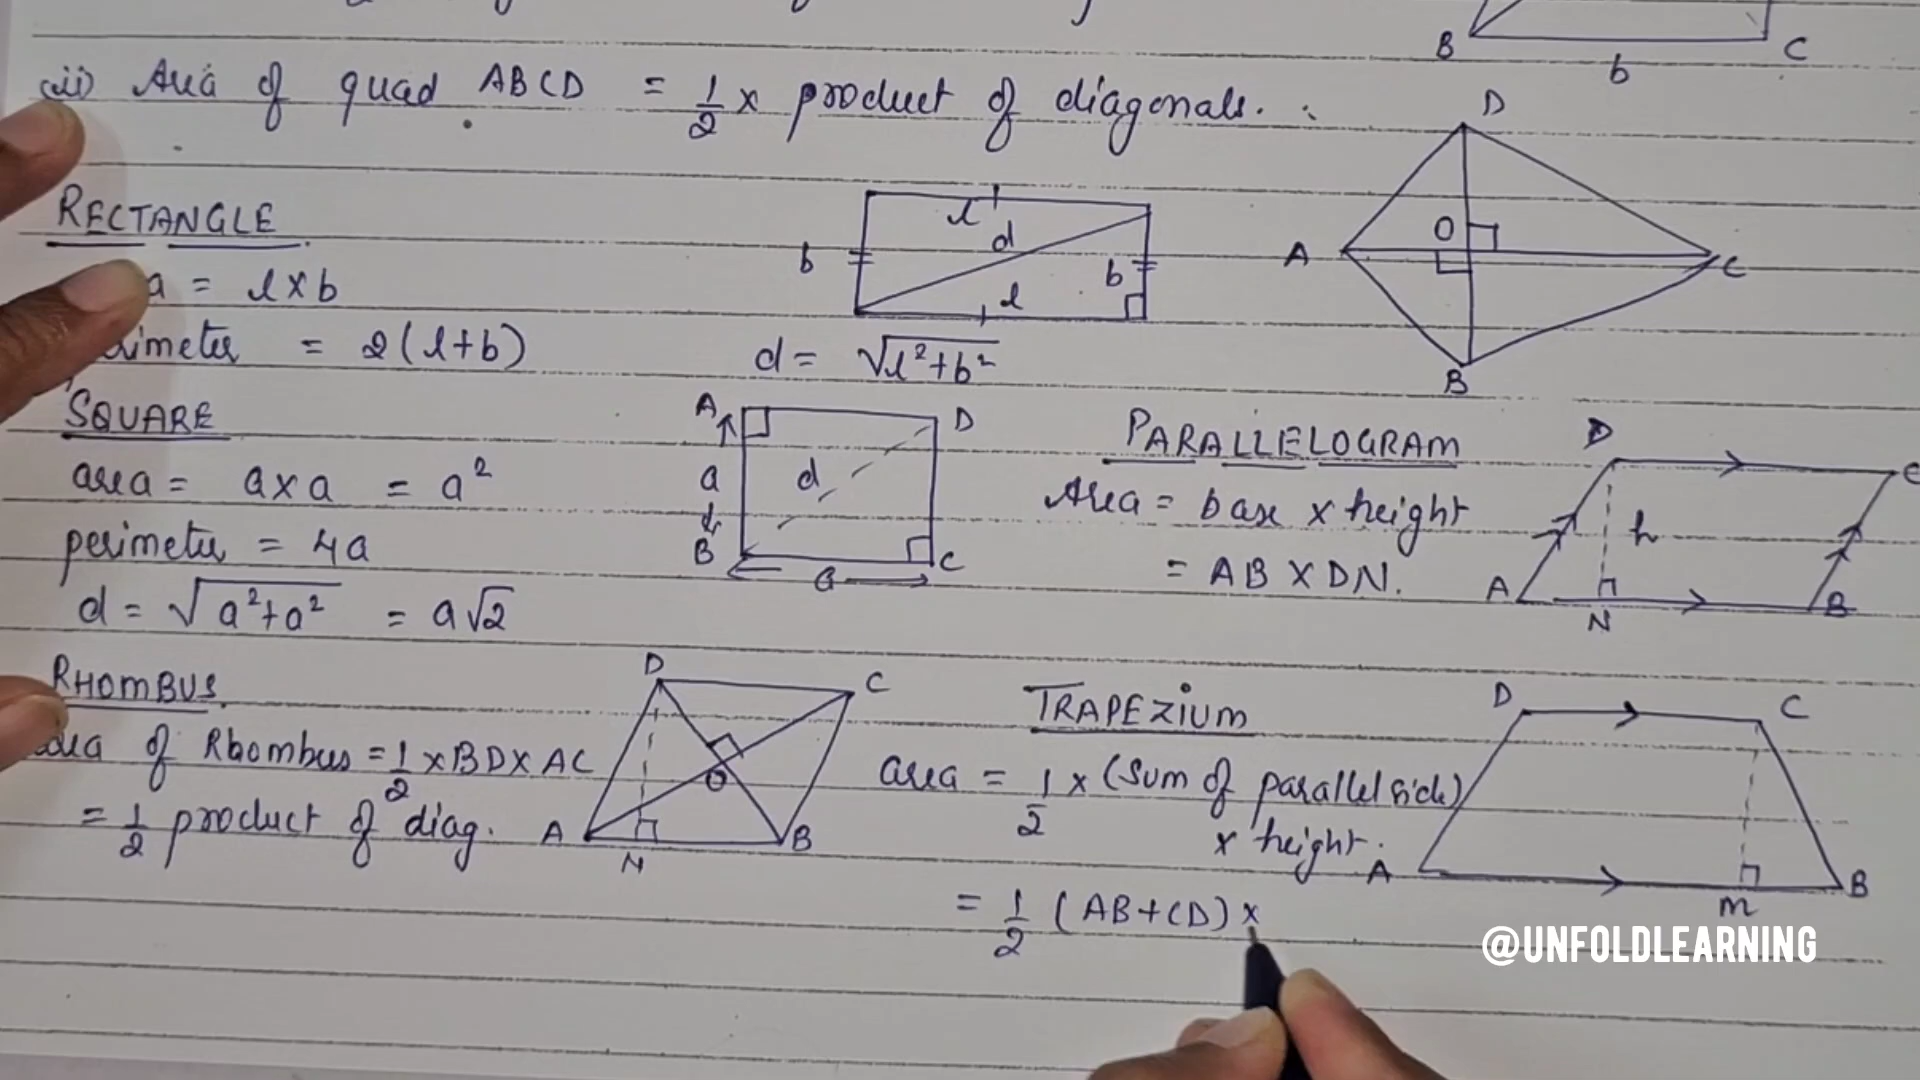 B b C
(iii) Area of quad ABCD = 1/2 x product of diagonals.
D
O
A
C
B
RECTANGLE
a = l x b
rimeter = 2(l+b)
l
d
b
b
l
d = √l²+b²
SQUARE
area = a x a = a²
perimeter = 4a
d = √a²+a² = a√2
A D
a d
B C
a
PARALLELOGRAM
Area = base x height
= AB X DN.
D C
h
A N B
RHOMBUS
area of Rhombus = 1/2 x BD x AC
= 1/2 product of diag.
D C
O
A N B
TRAPEZIUM
area = 1/2 x (Sum of parallel side)
x height.
= 1/2 (AB+CD) x
D C
A M B
@UNFOLDLEARNING